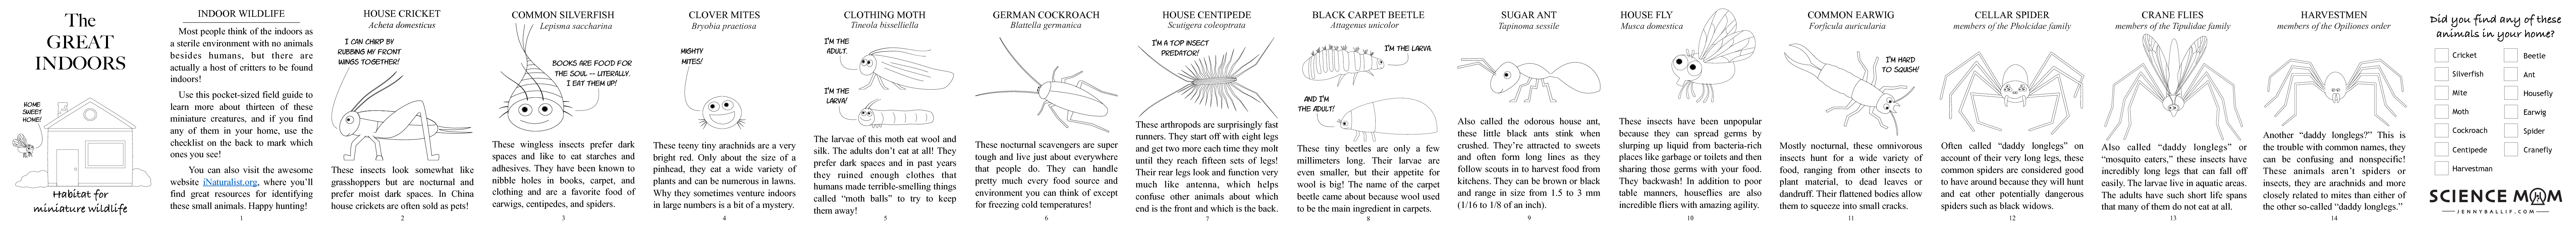 The
GREAT
INDOORS
HOME
SWEET
HOME!
Habitat for
miniature wildlife
INDOOR WILDLIFE
Most people think of the indoors as
a sterile environment with no animals
besides humans, but there are
actually a host of critters to be found
indoors!
Use this pocket-sized field guide to
learn more about thirteen of these
miniature creatures, and if you find
any of them in your home, use the
checklist on the back to mark which
ones you see!
You can also visit the awesome
website iNaturalist.org, where you'll
find great resources for identifying
these small animals. Happy hunting!
1
HOUSE CRICKET
Acheta domesticus
I CAN CHIRP BY
RUBBING MY FRONT
WINGS TOGETHER!
These insects look somewhat like
grasshoppers but are nocturnal and
prefer moist dark spaces. In China
house crickets are often sold as pets!
2
COMMON SILVERFISH
Lepisma saccharina
BOOKS ARE FOOD FOR
THE SOUL -- LITERALLY.
I EAT THEM UP!
These wingless insects prefer dark
spaces and like to eat starches and
adhesives. They have been known to
nibble holes in books, carpet, and
clothing and are a favorite food of
earwigs, centipedes, and spiders.
3
CLOVER MITES
Bryobia praetiosa
MIGHTY
MITES!
These teeny tiny arachnids are a very
bright red. Only about the size of a
pinhead, they eat a wide variety of
plants and can be numerous in lawns.
Why they sometimes venture indoors
in large numbers is a bit of a mystery.
4
CLOTHING MOTH
Tineola bisselliella
I'M THE
ADULT.
I'M THE
LARVA!
The larvae of this moth eat wool and
silk. The adults don't eat at all! They
prefer dark spaces and in past years
they ruined enough clothes that
humans made terrible-smelling things
called "moth balls" to try to keep
them away!
5
GERMAN COCKROACH
Blattella germanica
These nocturnal scavengers are super
tough and live just about everywhere
that people do. They can handle
pretty much every food source and
environment you can think of except
for freezing cold temperatures!
6
HOUSE CENTIPEDE
Scutigera coleoptrata
I'M A TOP INSECT
PREDATOR!
These arthropods are surprisingly fast
runners. They start off with eight legs
and get two more each time they molt
until they reach fifteen sets of legs!
Their rear legs look and function very
much like antenna, which helps
confuse other animals about which
end is the front and which is the back.
7
BLACK CARPET BEETLE
Attagenus unicolor
I'M THE LARVA.
AND I'M
THE ADULT!
These tiny beetles are only a few
millimeters long. Their larvae are
even smaller, but their appetite for
wool is big! The name of the carpet
beetle came about because wool used
to be the main ingredient in carpets.
8
SUGAR ANT
Tapinoma sessile
Also called the odorous house ant,
these little black ants stink when
crushed. They're attracted to sweets
and often form long lines as they
follow scouts in to harvest food from
kitchens. They can be brown or black
and range in size from 1.5 to 3 mm
(1/16 to 1/8 of an inch).
9
HOUSE FLY
Musca domestica
These insects have been unpopular
because they can spread germs by
slurping up liquid from bacteria-rich
places like garbage or toilets and then
sharing those germs with your food.
They backwash! In addition to poor
table manners, houseflies are also
incredible fliers with amazing agility.
10
COMMON EARWIG
Forficula auricularia
I'M HARD
TO SQUISH!
Mostly nocturnal, these omnivorous
insects hunt for a wide variety of
food, ranging from other insects to
plant material, to dead leaves or
dandruff. Their flattened bodies allow
them to squeeze into small cracks.
11
CELLAR SPIDER
members of the Pholcidae family
Often called "daddy longlegs" on
account of their very long legs, these
common spiders are considered good
to have around because they will hunt
and eat other potentially dangerous
spiders such as black widows.
12
CRANE FLIES
members of the Tipulidae family
Also called "daddy longlegs" or
"mosquito eaters," these insects have
incredibly long legs that can fall off
easily. The larvae live in aquatic areas.
The adults have such short life spans
that many of them do not eat at all.
13
HARVESTMEN
members of the Opiliones order
Another "daddy longlegs?" This is
the trouble with common names, they
can be confusing and nonspecific!
These animals aren't spiders or
insects, they are arachnids and more
closely related to mites than either of
the other so-called "daddy longlegs."
14
Did you find any of these
animals in your home?
Cricket
Silverfish
Mite
Moth
Cockroach
Centipede
Harvestman
Beetle
Ant
Housefly
Earwig
Spider
Cranefly
SCIENCE MOM
JENNYBALLIF.COM